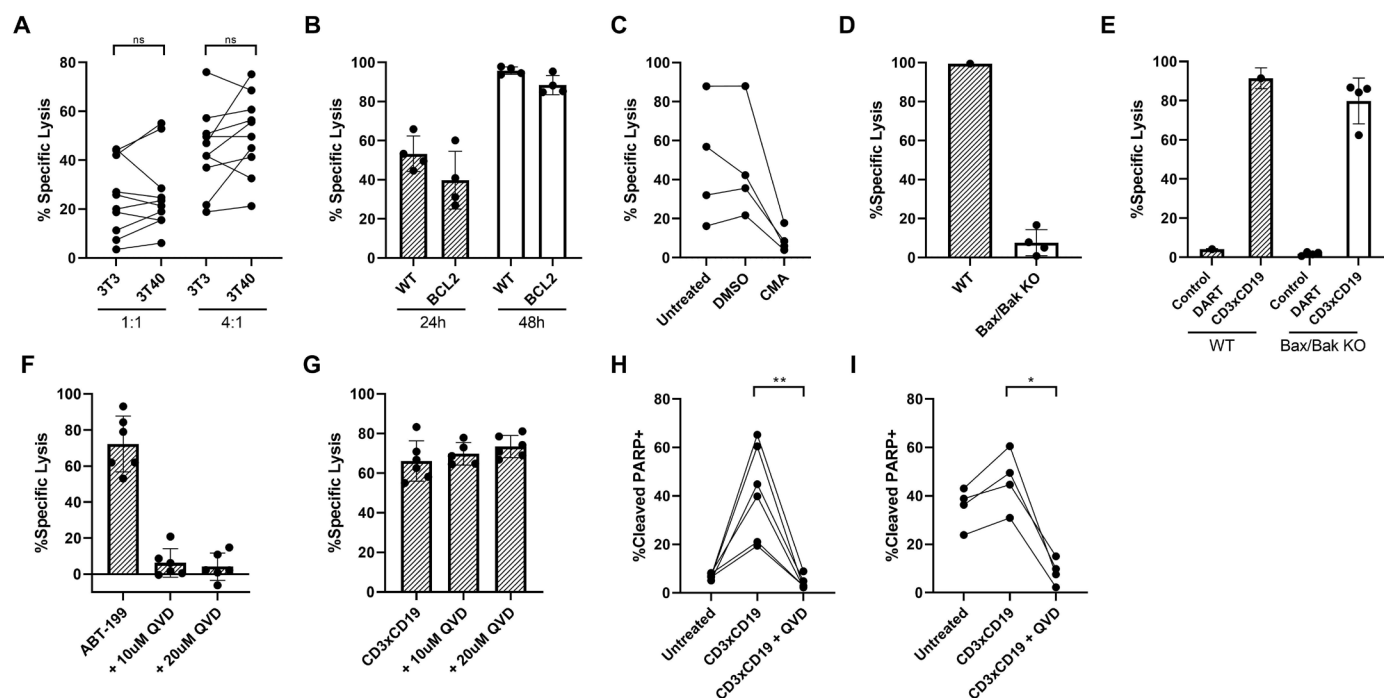 A
ns
ns
% Specific Lysis
80
60
40
20
0
3T3
3T40
3T3
3T40
1:1
4:1
B
% Specific Lysis
100
80
60
40
20
0
WT
BCL2
WT
BCL2
24h
48h
C
% Specific Lysis
100
80
60
40
20
0
Untreated
DMSO
CMA
D
%Specific Lysis
100
80
60
40
20
0
WT
Bax/Bak KO
E
%Specific Lysis
100
80
60
40
20
0
Control
DART
CD3xCD19
Control
DART
CD3xCD19
WT
Bax/Bak KO
F
%Specific Lysis
100
80
60
40
20
0
ABT-199
+ 10uM QVD
+ 20uM QVD
G
%Specific Lysis
100
80
60
40
20
0
CD3xCD19
+ 10uM QVD
+ 20uM QVD
H
**
%Cleaved PARP+
80
60
40
20
0
Untreated
CD3xCD19
CD3xCD19 + QVD
I
*
%Cleaved PARP+
80
60
40
20
0
Untreated
CD3xCD19
CD3xCD19 + QVD